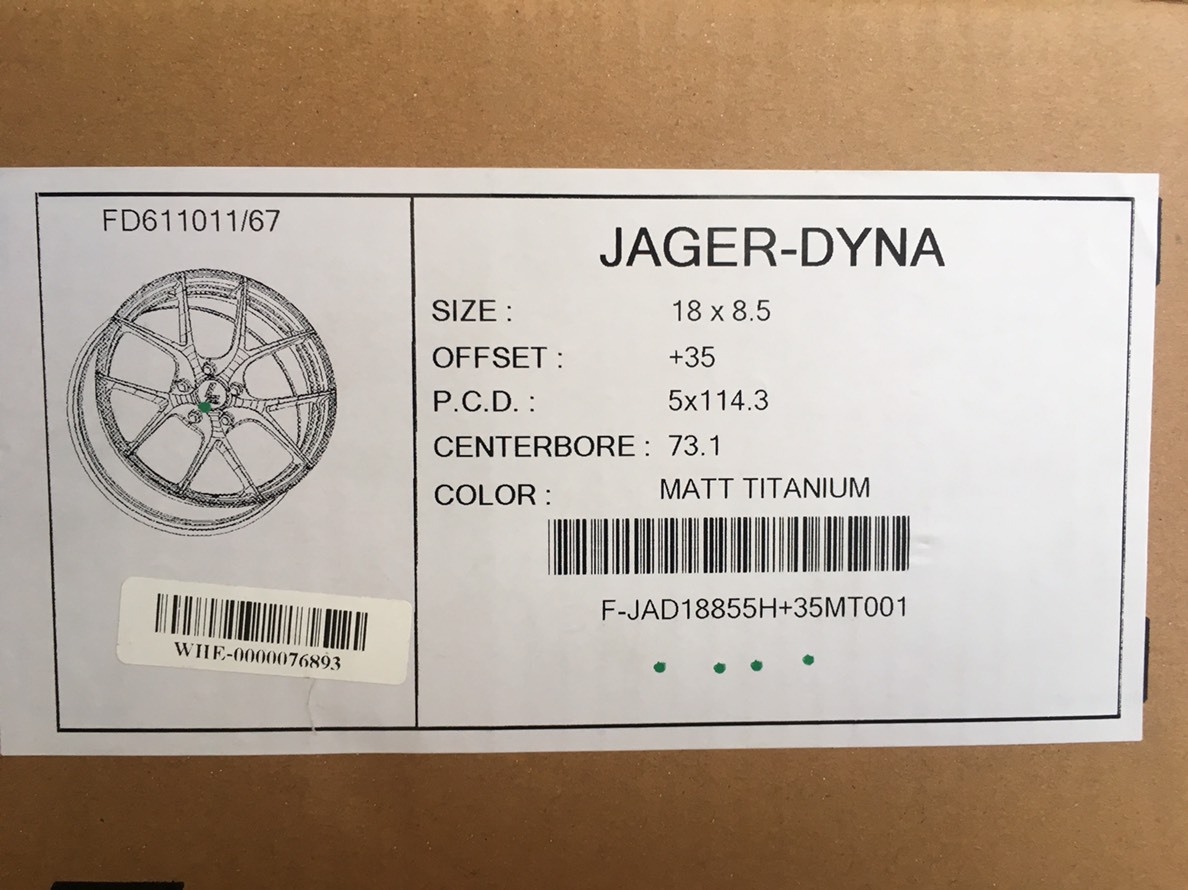 FD611011/67
WHE-0000076893
JAGER-DYNA
SIZE : 18 x 8.5
OFFSET : +35
P.C.D. : 5x114.3
CENTERBORE : 73.1
COLOR : MATT TITANIUM
F-JAD18855H+35MT001